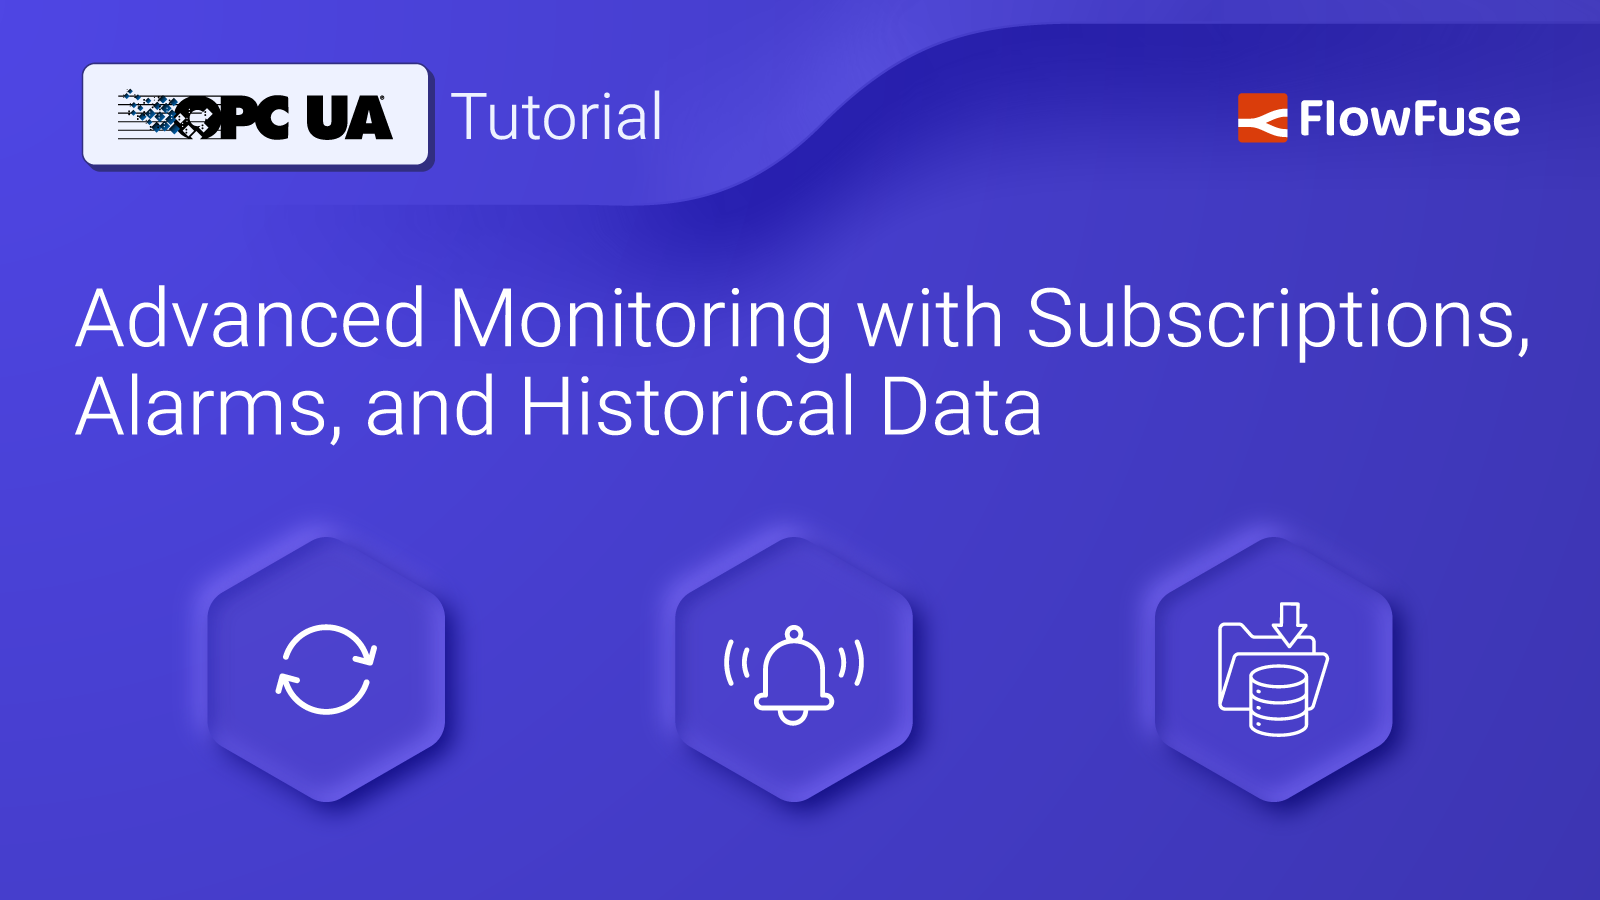 OPC UA Tutorial
FlowFuse
Advanced Monitoring with Subscriptions,
Alarms, and Historical Data